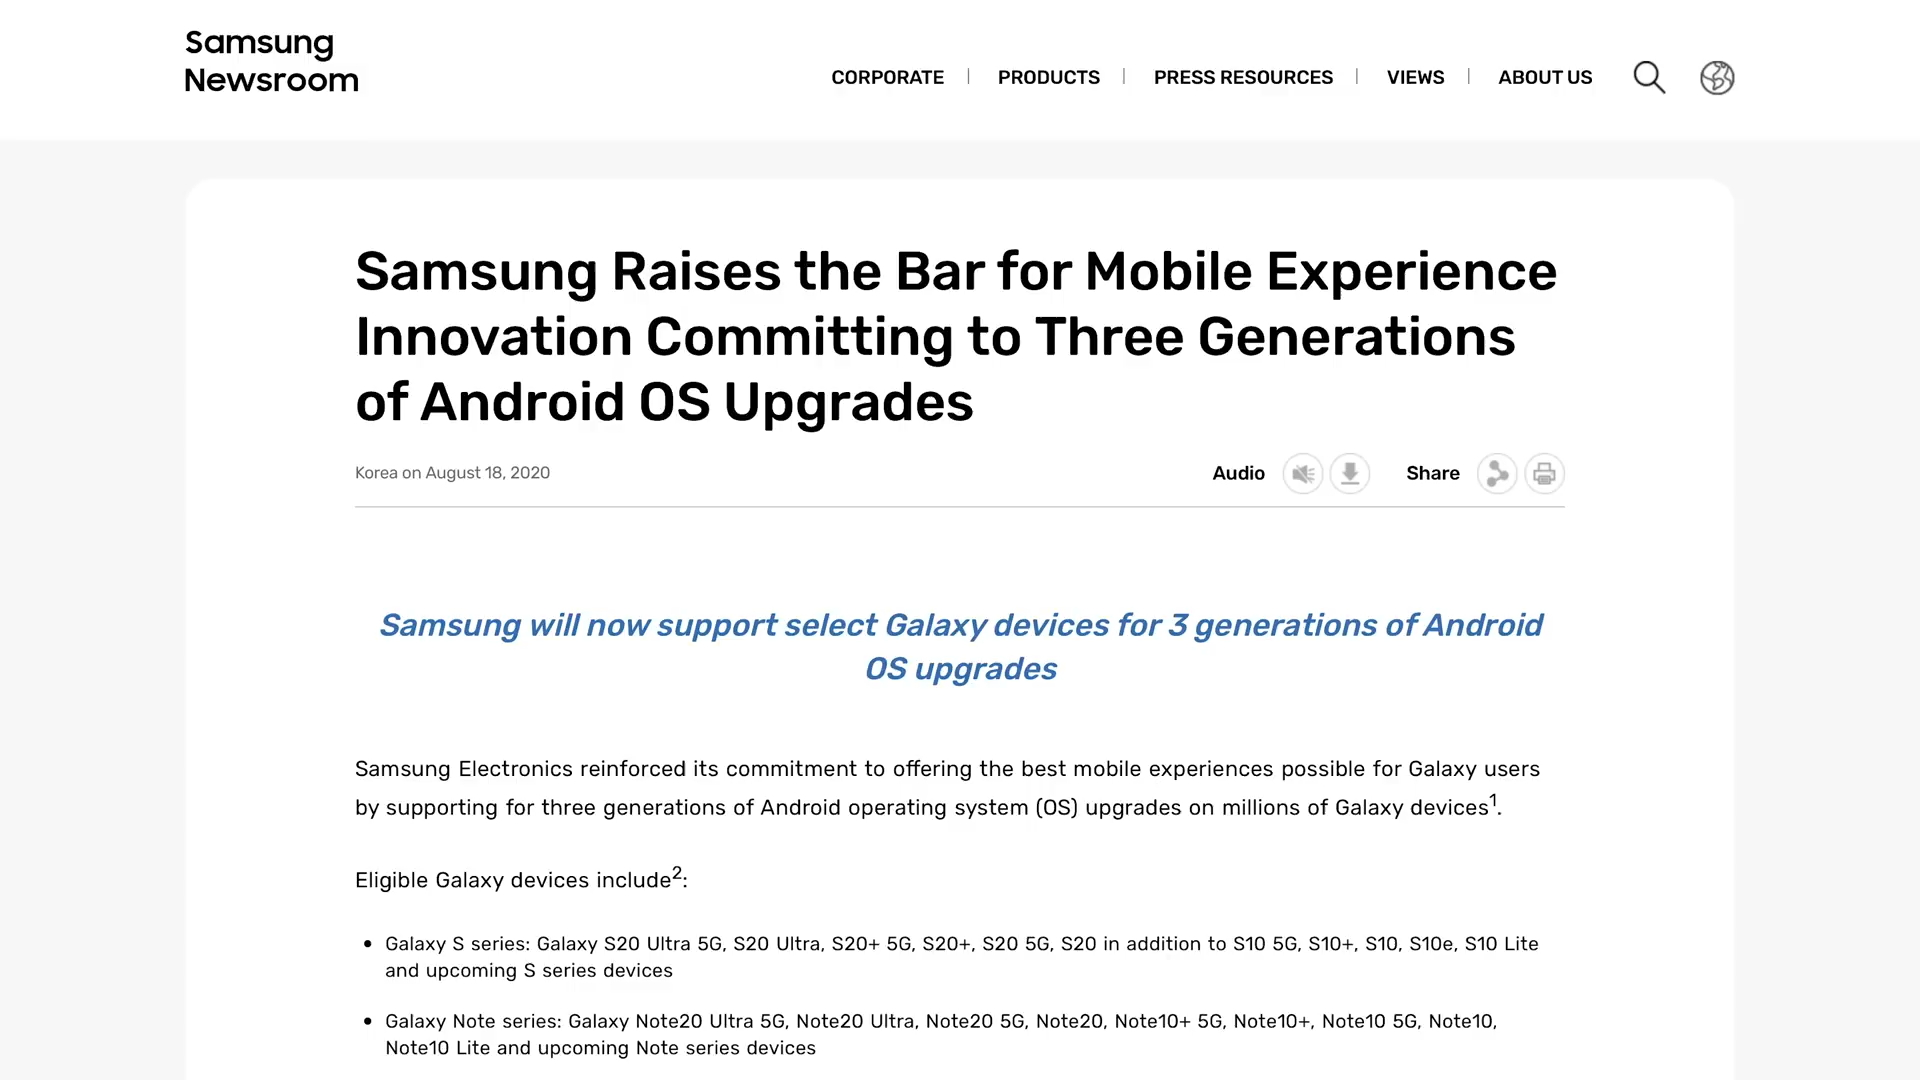 Samsung
Newsroom
CORPORATE | PRODUCTS | PRESS RESOURCES | VIEWS | ABOUT US
Samsung Raises the Bar for Mobile Experience
Innovation Committing to Three Generations
of Android OS Upgrades
Korea on August 18, 2020
Audio
Share
Samsung will now support select Galaxy devices for 3 generations of Android
OS upgrades
Samsung Electronics reinforced its commitment to offering the best mobile experiences possible for Galaxy users
by supporting for three generations of Android operating system (OS) upgrades on millions of Galaxy devices¹.
Eligible Galaxy devices include²:
• Galaxy S series: Galaxy S20 Ultra 5G, S20 Ultra, S20+ 5G, S20+, S20 5G, S20 in addition to S10 5G, S10+, S10, S10e, S10 Lite
and upcoming S series devices
• Galaxy Note series: Galaxy Note20 Ultra 5G, Note20 Ultra, Note20 5G, Note20, Note10+ 5G, Note10+, Note10 5G, Note10,
Note10 Lite and upcoming Note series devices